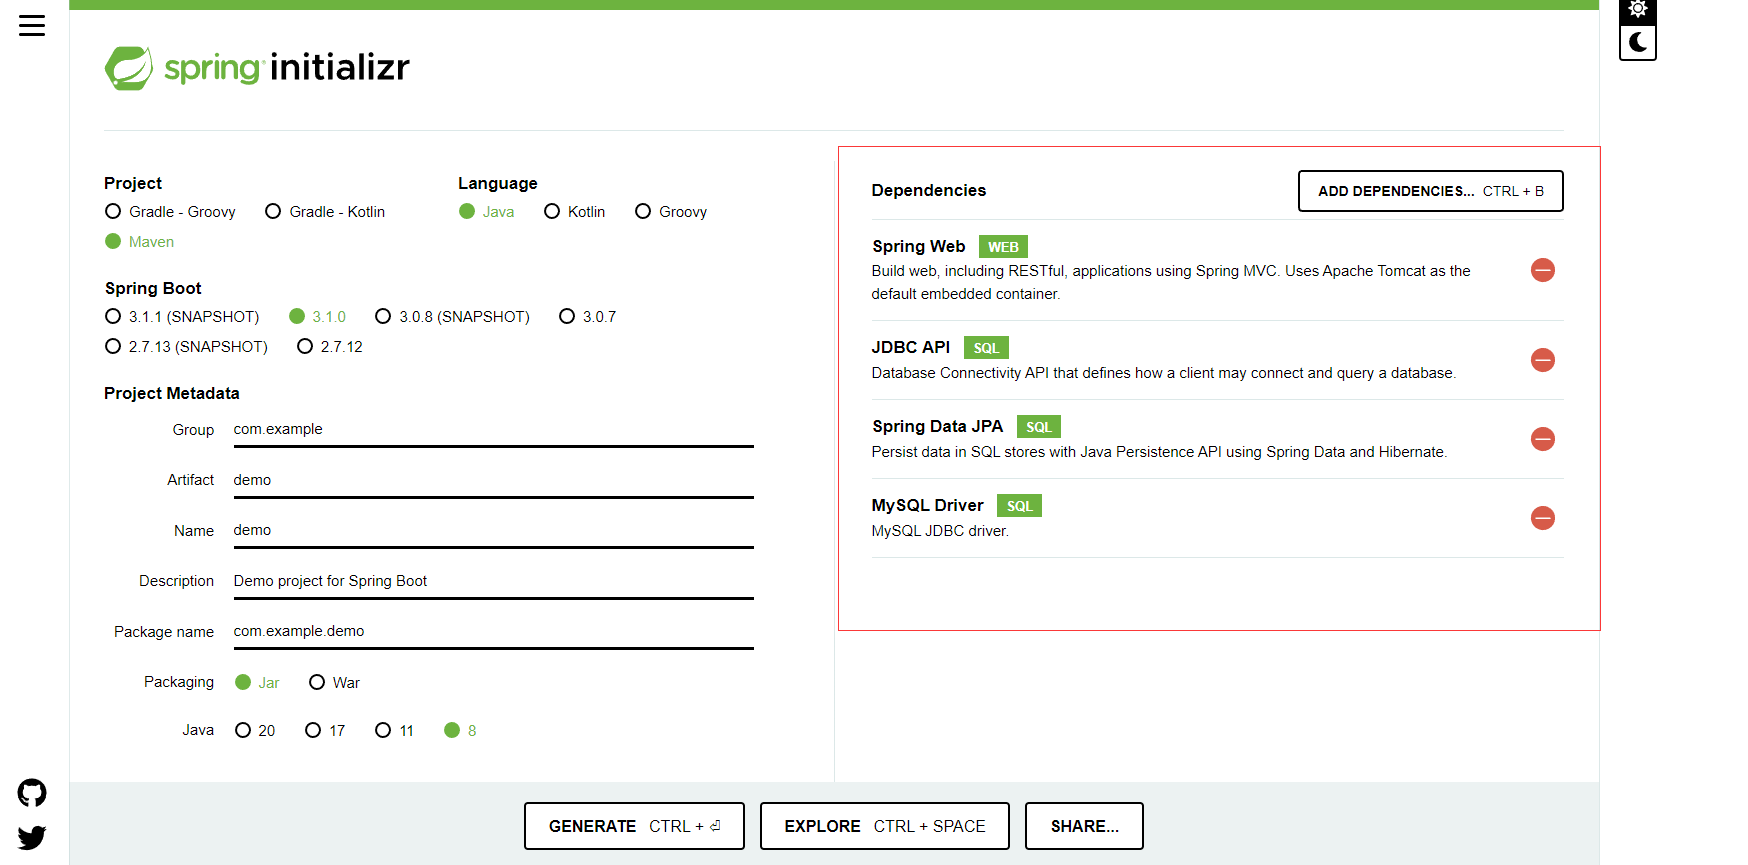 spring initializr
Project
Gradle - Groovy Gradle - Kotlin
Maven
Language
Java Kotlin Groovy
Spring Boot
3.1.1 (SNAPSHOT) 3.1.0 3.0.8 (SNAPSHOT) 3.0.7
2.7.13 (SNAPSHOT) 2.7.12
Project Metadata
Group com.example
Artifact demo
Name demo
Description Demo project for Spring Boot
Package name com.example.demo
Packaging Jar War
Java 20 17 11 8
Dependencies ADD DEPENDENCIES... CTRL + B
Spring Web WEB
Build web, including RESTful, applications using Spring MVC. Uses Apache Tomcat as the
default embedded container.
JDBC API SQL
Database Connectivity API that defines how a client may connect and query a database.
Spring Data JPA SQL
Persist data in SQL stores with Java Persistence API using Spring Data and Hibernate.
MySQL Driver SQL
MySQL JDBC driver.
GENERATE CTRL + ⏎ EXPLORE CTRL + SPACE SHARE...